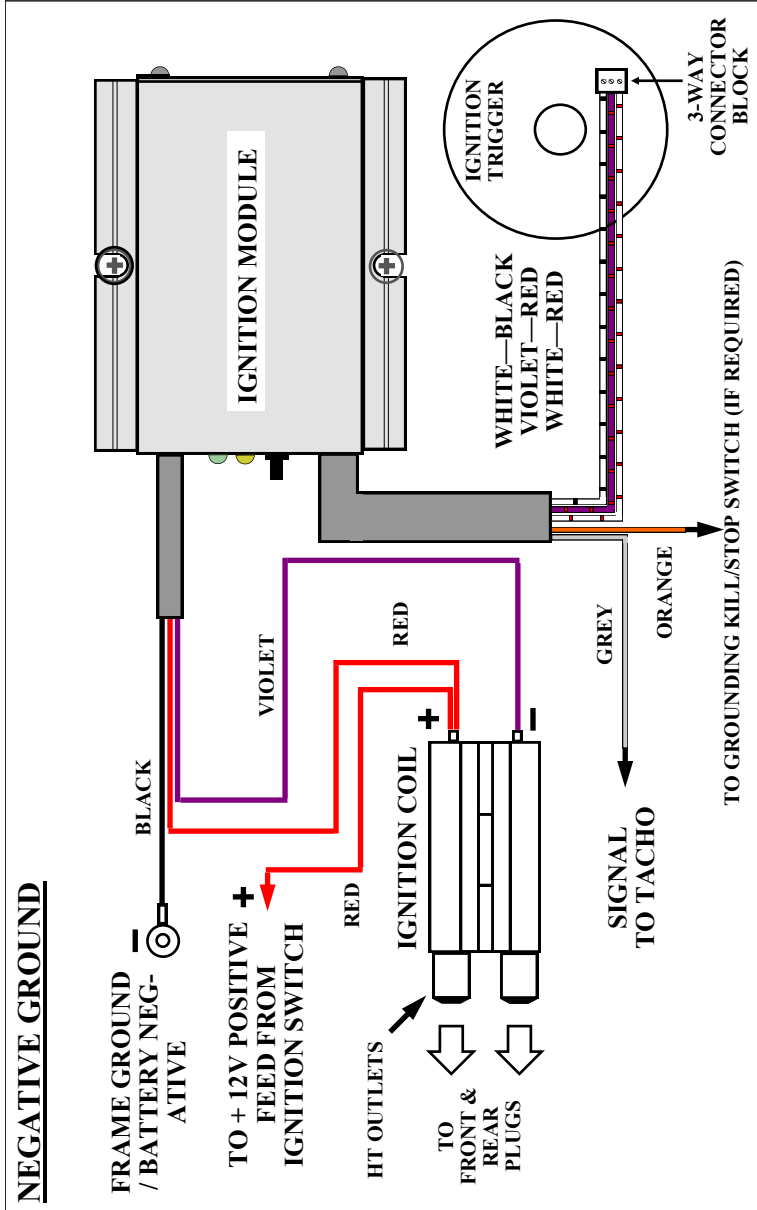 NEGATIVE GROUND
FRAME GROUND
/ BATTERY NEG-
ATIVE
BLACK
TO + 12V POSITIVE
FEED FROM
IGNITION SWITCH
+
RED
VIOLET
RED
IGNITION MODULE
IGNITION COIL
+
HT OUTLETS
TO
FRONT &
REAR
PLUGS
SIGNAL
TO TACHO
GREY
ORANGE
TO GROUNDING KILL/STOP SWITCH (IF REQUIRED)
WHITE—BLACK
VIOLET—RED
WHITE—RED
IGNITION
TRIGGER
3-WAY
CONNECTOR
BLOCK